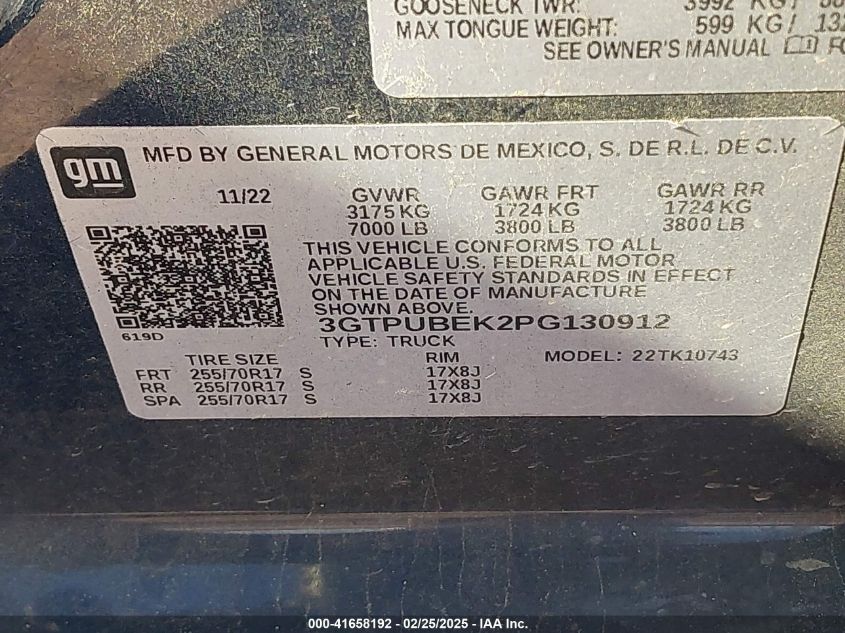 GOOSENECK TWR: 3992 KG/
MAX TONGUE WEIGHT: 599 KG/ 132
SEE OWNER'S MANUAL FO
gm
MFD BY GENERAL MOTORS DE MEXICO, S. DE R.L. DE C.V.
11/22 GVWR GAWR FRT GAWR RR
3175 KG 1724 KG 1724 KG
7000 LB 3800 LB 3800 LB
THIS VEHICLE CONFORMS TO ALL
APPLICABLE U.S. FEDERAL MOTOR
VEHICLE SAFETY STANDARDS IN EFFECT
ON THE DATE OF MANUFACTURE
SHOWN ABOVE.
3GTPUBEK2PG130912
619D
TYPE: TRUCK
MODEL: 22TK10743
TIRE SIZE RIM
FRT 255/70R17 S 17X8J
RR 255/70R17 S 17X8J
SPA 255/70R17 S 17X8J
000-41658192 - 02/25/2025 - IAA Inc.